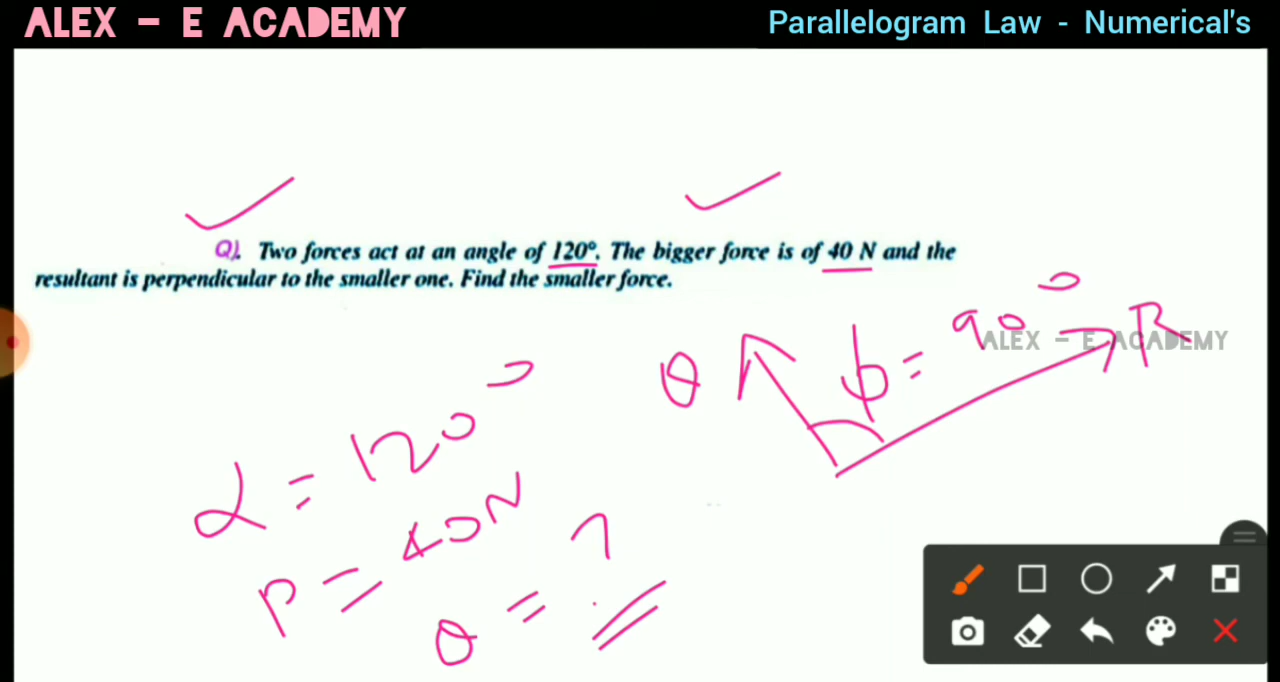 ALEX - E ACADEMY
Parallelogram Law - Numerical's
Q). Two forces act at an angle of 120°. The bigger force is of 40 N and the
resultant is perpendicular to the smaller one. Find the smaller force.
ALEX - E ACADEMY
Q
ϕ = 90°
R
α = 120°
P = 40N
Q = ?